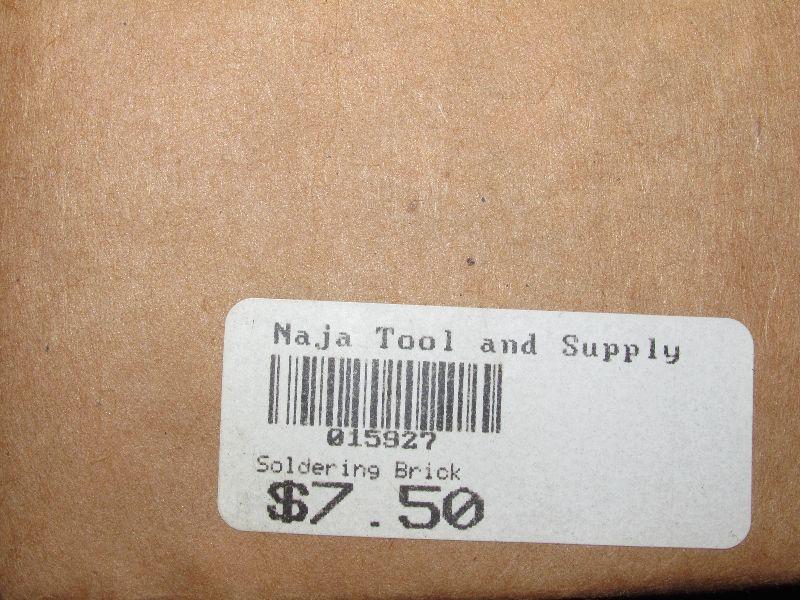 Naja Tool and Supply
015927
Soldering Brick
$7.50